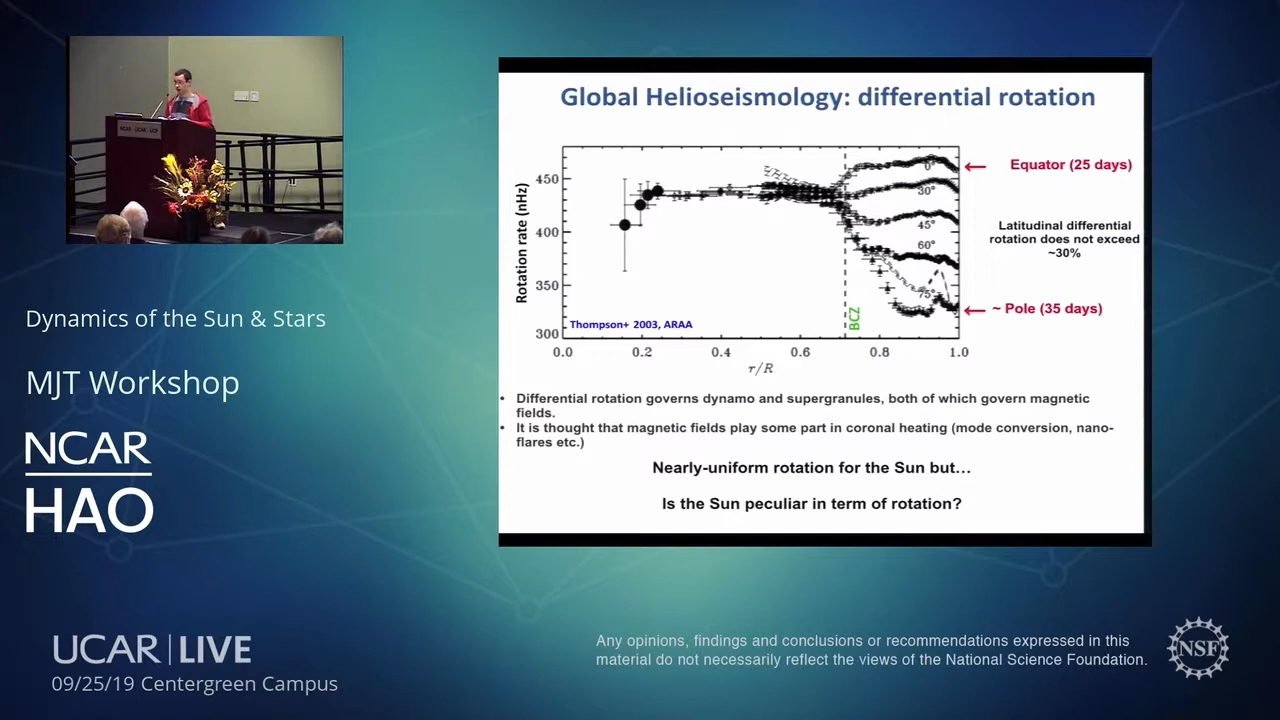 NCAR · UCAR · UCP
Dynamics of the Sun & Stars
MJT Workshop
NCAR
HAO
UCAR | LIVE
09/25/19 Centergreen Campus
Global Helioseismology: differential rotation
Rotation rate (nHz)
450
400
350
300
0.0
0.2
0.4
0.6
0.8
1.0
r/R
0°
30°
45°
60°
75°
BCZ
Thompson+ 2003, ARAA
Equator (25 days)
Latitudinal differential
rotation does not exceed
~30%
~ Pole (35 days)
• Differential rotation governs dynamo and supergranules, both of which govern magnetic
fields.
• It is thought that magnetic fields play some part in coronal heating (mode conversion, nano-
flares etc.)
Nearly-uniform rotation for the Sun but…
Is the Sun peculiar in term of rotation?
Any opinions, findings and conclusions or recommendations expressed in this
material do not necessarily reflect the views of the National Science Foundation.
NSF